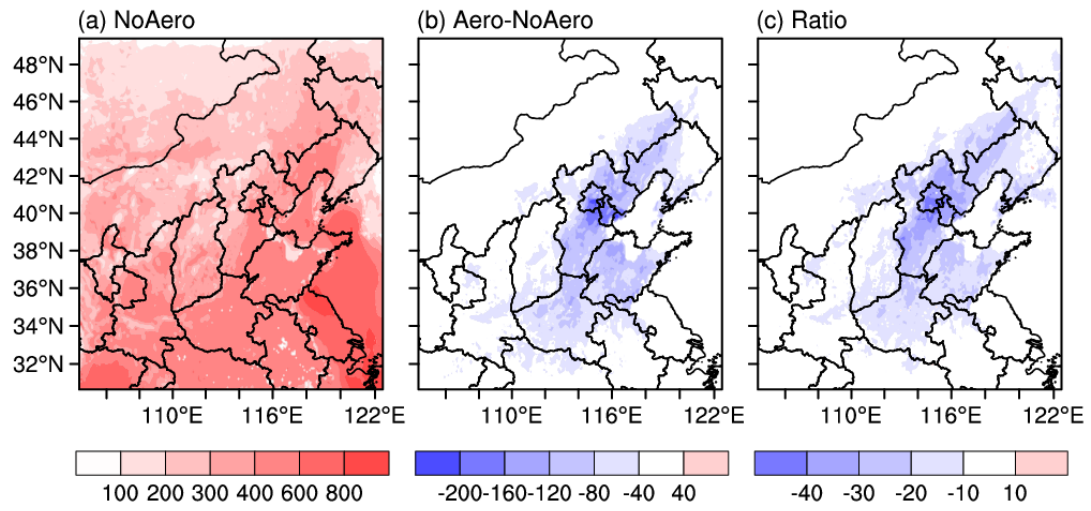 (a) NoAero
(b) Aero-NoAero
(c) Ratio
48°N
46°N
44°N
42°N
40°N
38°N
36°N
34°N
32°N
110°E 116°E 122°E
110°E 116°E 122°E
110°E 116°E 122°E
100 200 300 400 600 800
-200 -160 -120 -80 -40 40
-40 -30 -20 -10 10